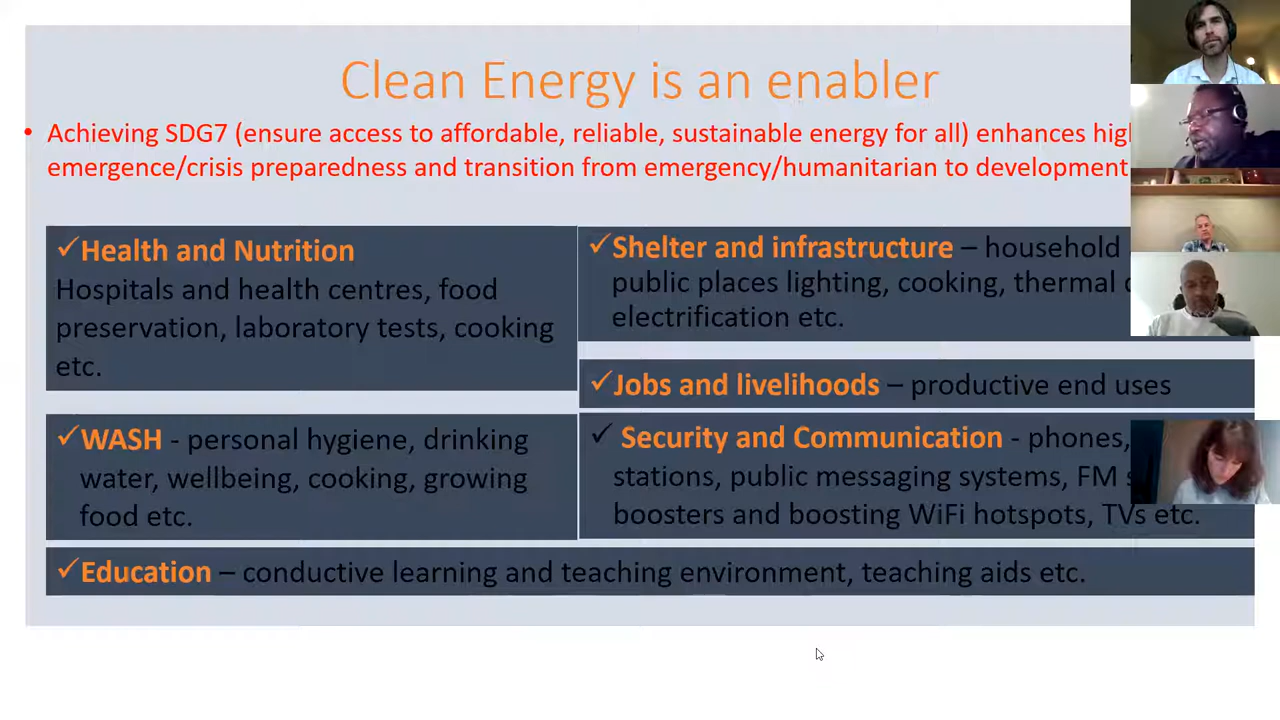 Clean Energy is an enabler
• Achieving SDG7 (ensure access to affordable, reliable, sustainable energy for all) enhances
emergence/crisis preparedness and transition from emergency/humanitarian to development
✓Health and Nutrition
Hospitals and health centres, food
preservation, laboratory tests, cooking
etc.
✓WASH - personal hygiene, drinking
water, wellbeing, cooking, growing
food etc.
✓Shelter and infrastructure – household
public places lighting, cooking, thermal
electrification etc.
✓Jobs and livelihoods – productive end uses
✓ Security and Communication - phones,
stations, public messaging systems, FM
boosters and boosting WiFi hotspots, TVs etc.
✓Education – conductive learning and teaching environment, teaching aids etc.